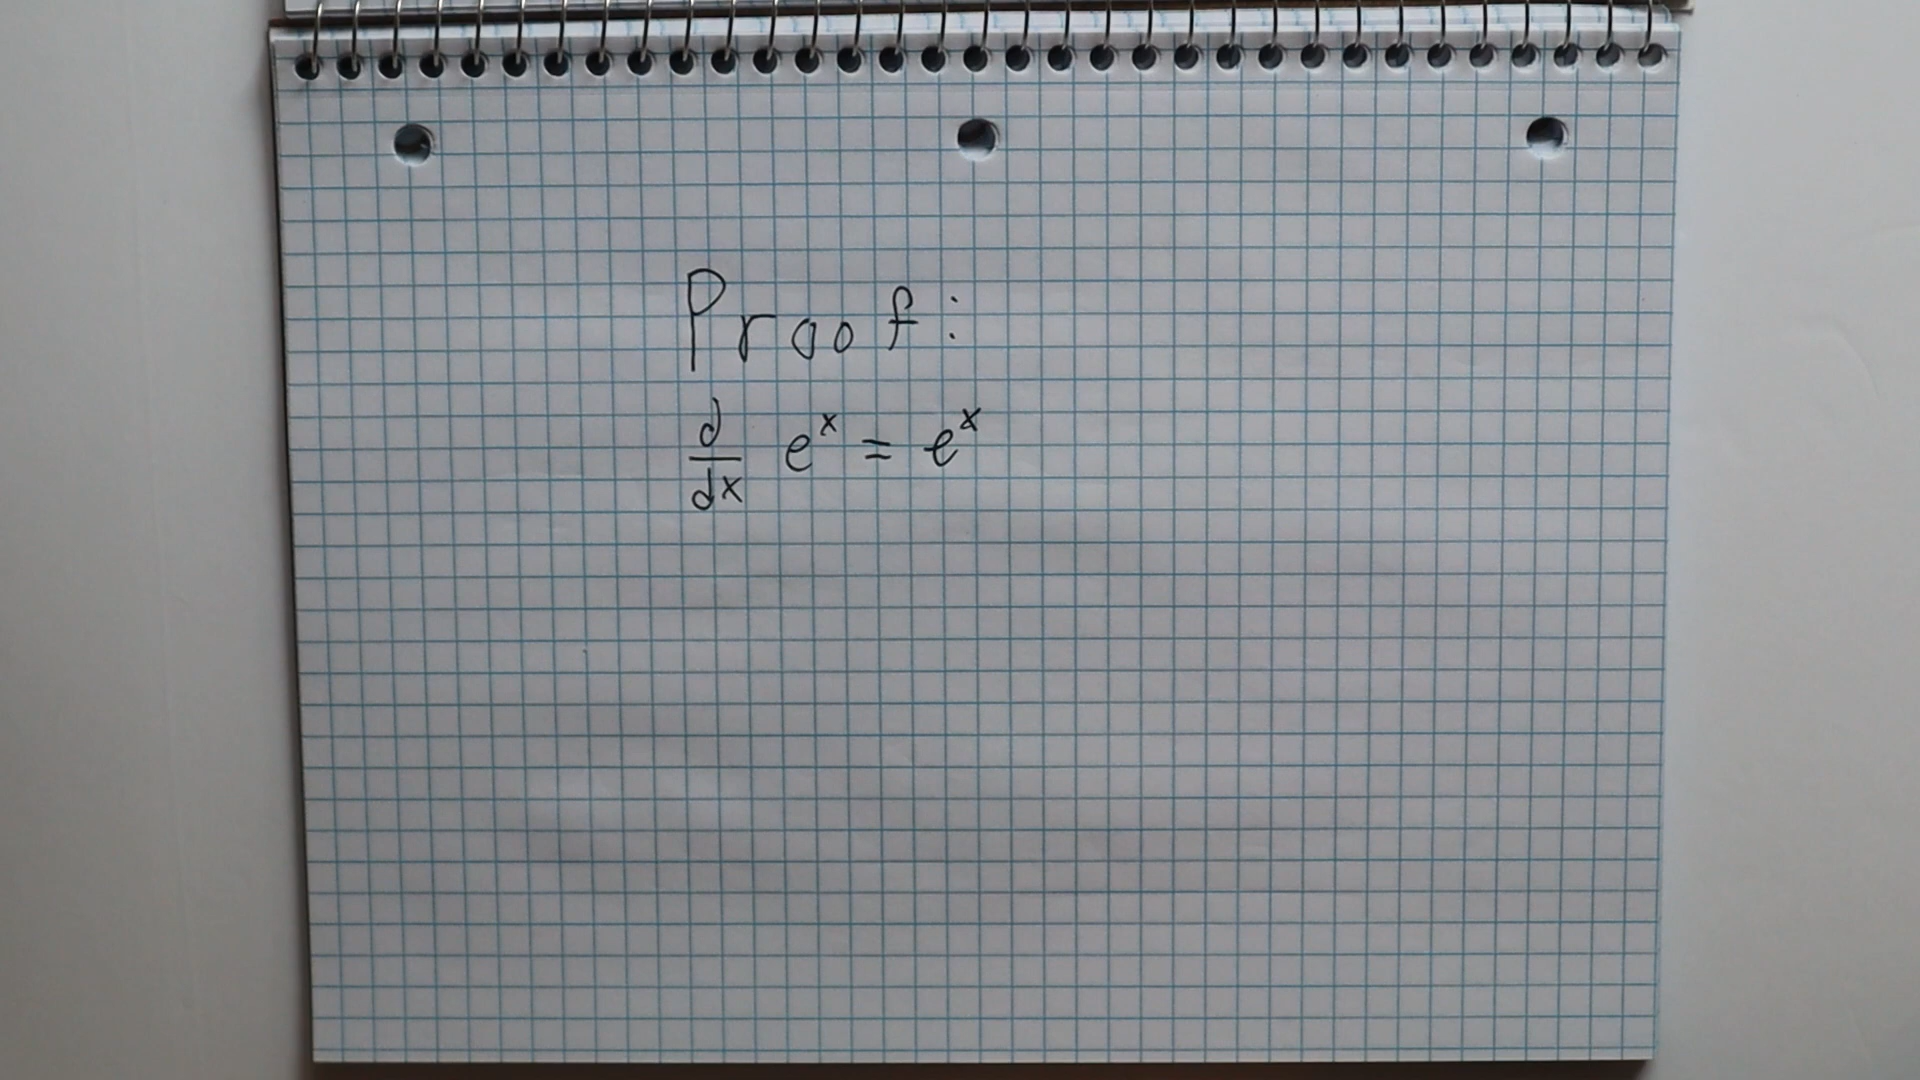 Proof:
d/dx e^x = e^x